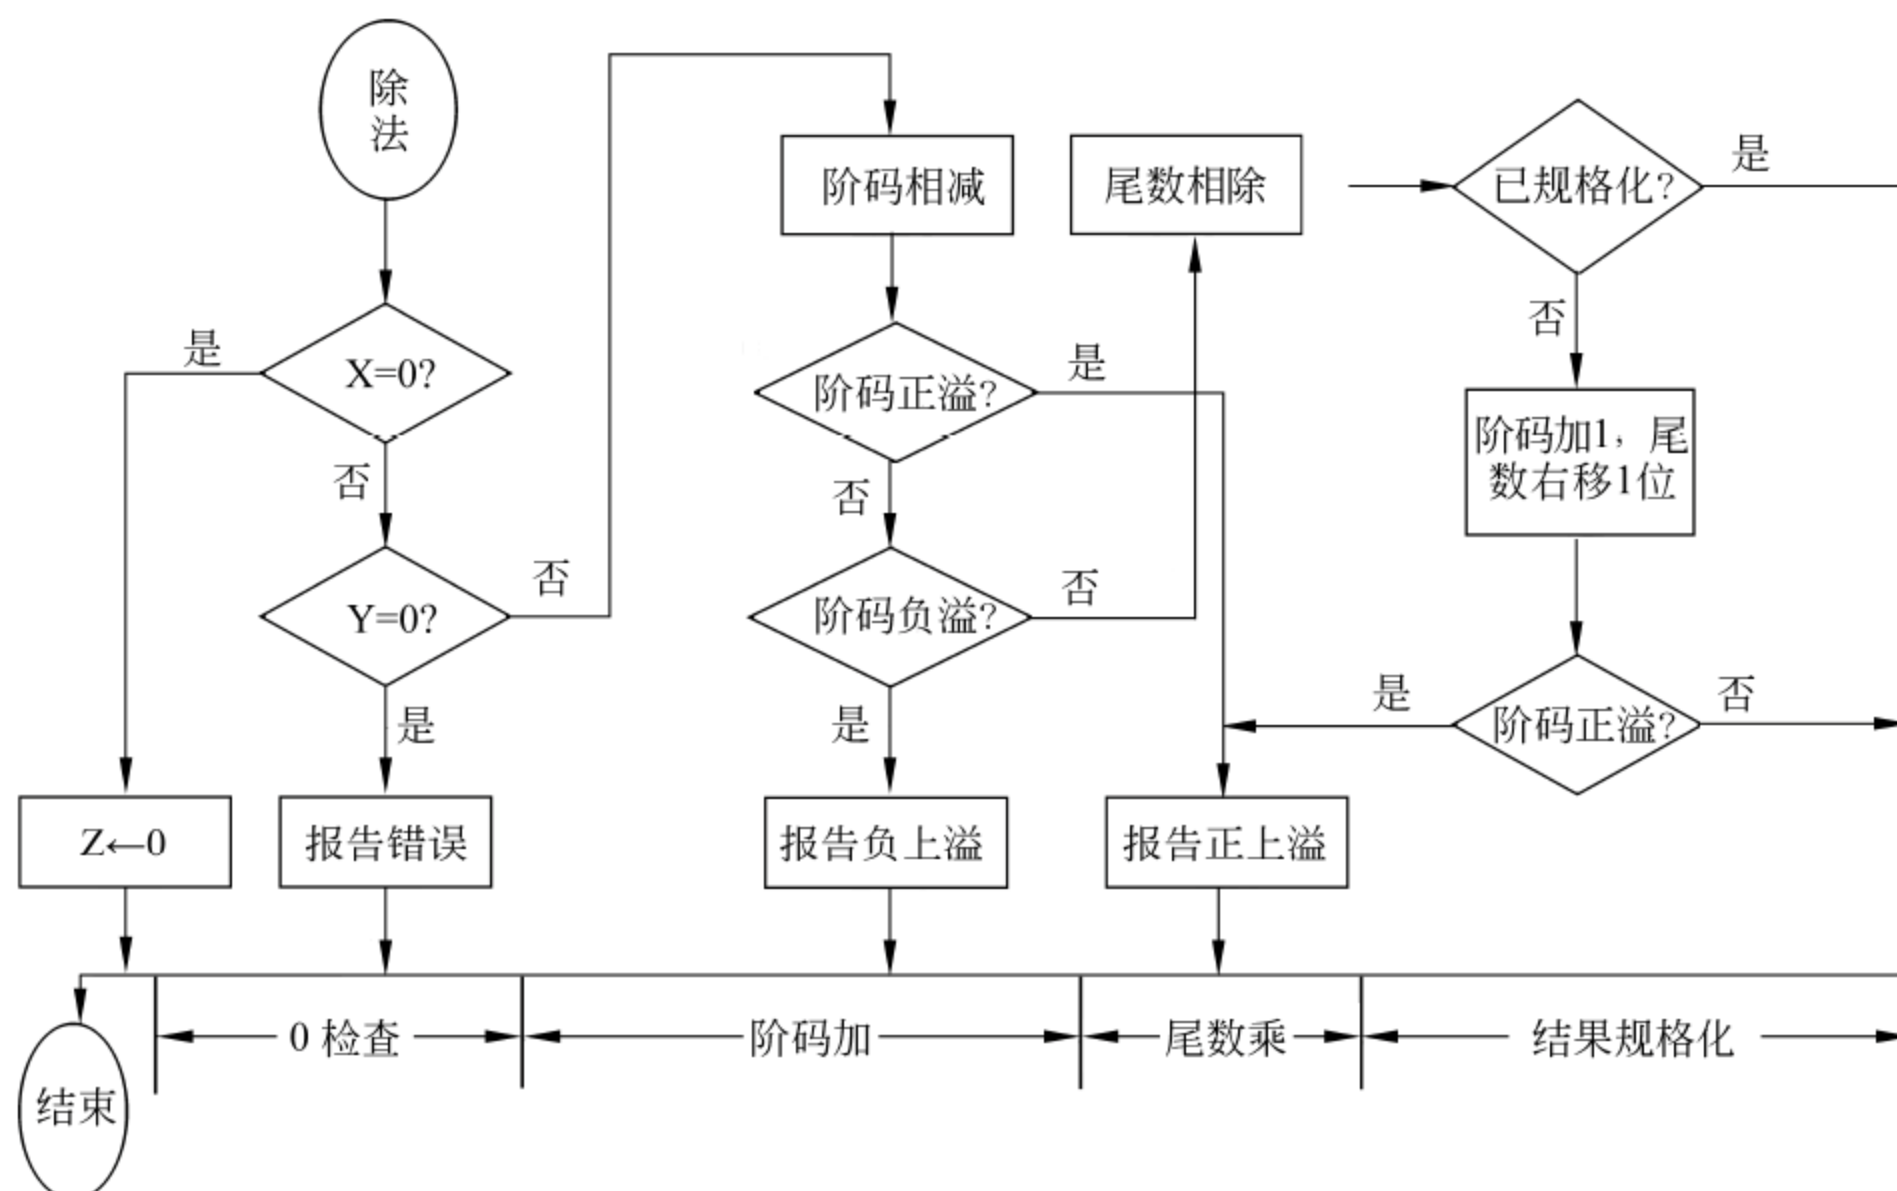 除
法
X=0?
是
否
Y=0?
否
是
Z←0
报告错误
阶码相减
阶码正溢?
是
否
阶码负溢?
否
是
报告负上溢
尾数相除
报告正上溢
已规格化?
是
否
阶码加1，尾
数右移1位
阶码正溢?
是
否
0 检查
阶码加
尾数乘
结果规格化
结束